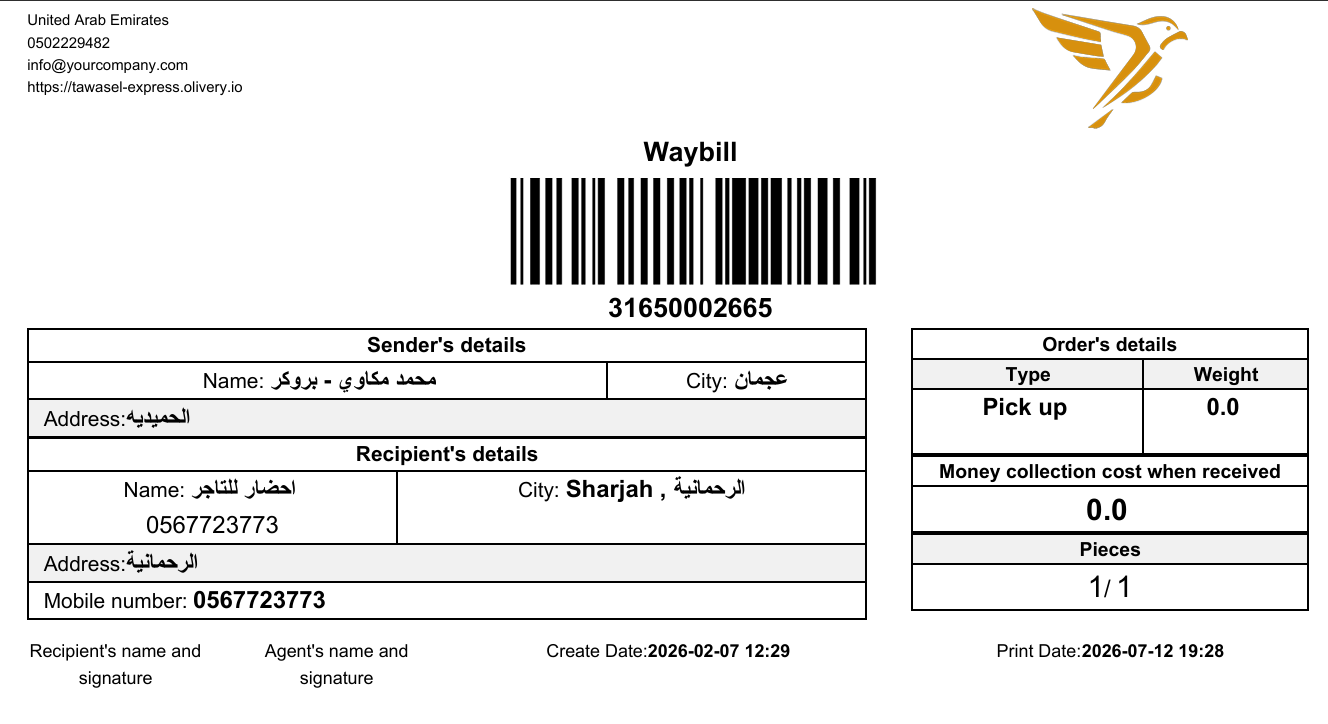 United Arab Emirates
0502229482
info@yourcompany.com
https://tawasel-express.olivery.io
Waybill
31650002665
Sender's details
Name: محمد مكاوي - بروكر
City: عجمان
Address:الحميديه
Recipient's details
Name: احضار للتاجر
0567723773
City: Sharjah , الرحمانية
Address:الرحمانية
Mobile number: 0567723773
Order's details
Type
Weight
Pick up
0.0
Money collection cost when received
0.0
Pieces
1/ 1
Recipient's name and
signature
Agent's name and
signature
Create Date:2026-02-07 12:29
Print Date:2026-07-12 19:28